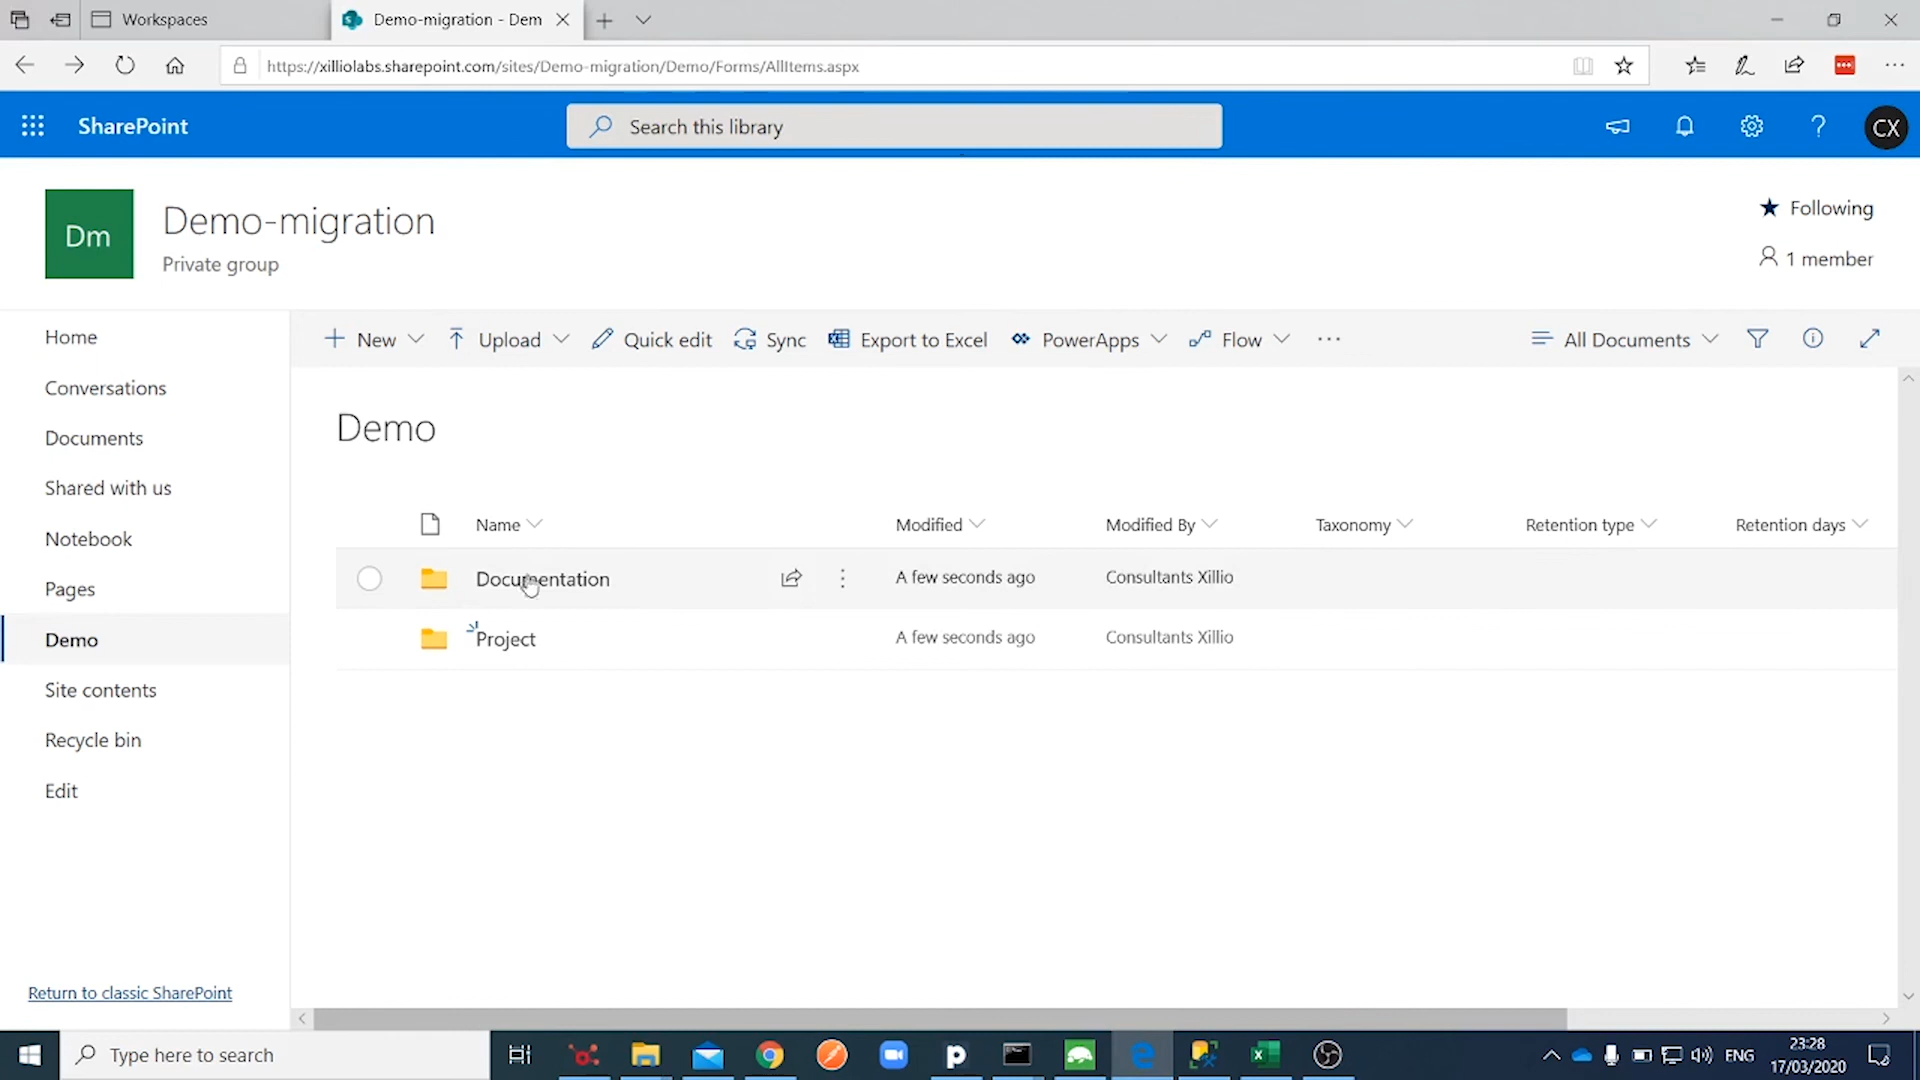 Workspaces
Demo-migration - Dem
https://xilliolabs.sharepoint.com/sites/Demo-migration/Demo/Forms/AllItems.aspx
SharePoint
Search this library
CX
Dm
Demo-migration
Private group
Following
1 member
Home
Conversations
Documents
Shared with us
Notebook
Pages
Demo
Site contents
Recycle bin
Edit
Return to classic SharePoint
New
Upload
Quick edit
Sync
Export to Excel
PowerApps
Flow
All Documents
Demo
Name
Modified
Modified By
Taxonomy
Retention type
Retention days
Documentation
A few seconds ago
Consultants Xillio
Project
A few seconds ago
Consultants Xillio
Type here to search
ENG
23:28
17/03/2020